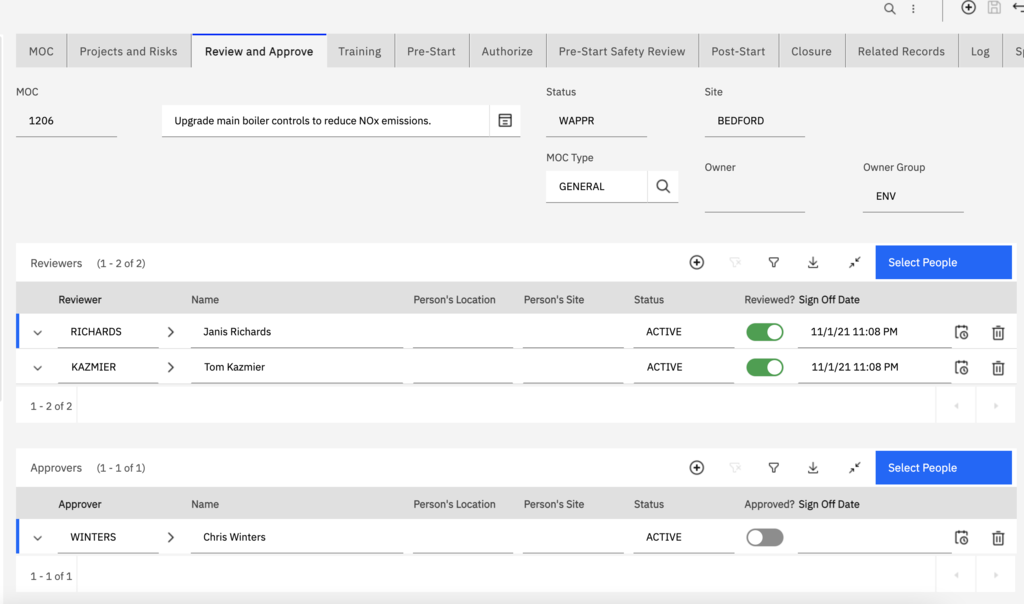 MOC Projects and Risks Review and Approve Training Pre-Start Authorize Pre-Start Safety Review Post-Start Closure Related Records Log Sp
MOC Status Site
1206 Upgrade main boiler controls to reduce NOx emissions. WAPPR BEDFORD
MOC Type Owner Owner Group
GENERAL ENV
Reviewers (1 - 2 of 2) Select People
Reviewer Name Person's Location Person's Site Status Reviewed? Sign Off Date
RICHARDS Janis Richards ACTIVE 11/1/21 11:08 PM
KAZMIER Tom Kazmier ACTIVE 11/1/21 11:08 PM
1 - 2 of 2
Approvers (1 - 1 of 1) Select People
Approver Name Person's Location Person's Site Status Approved? Sign Off Date
WINTERS Chris Winters ACTIVE
1 - 1 of 1